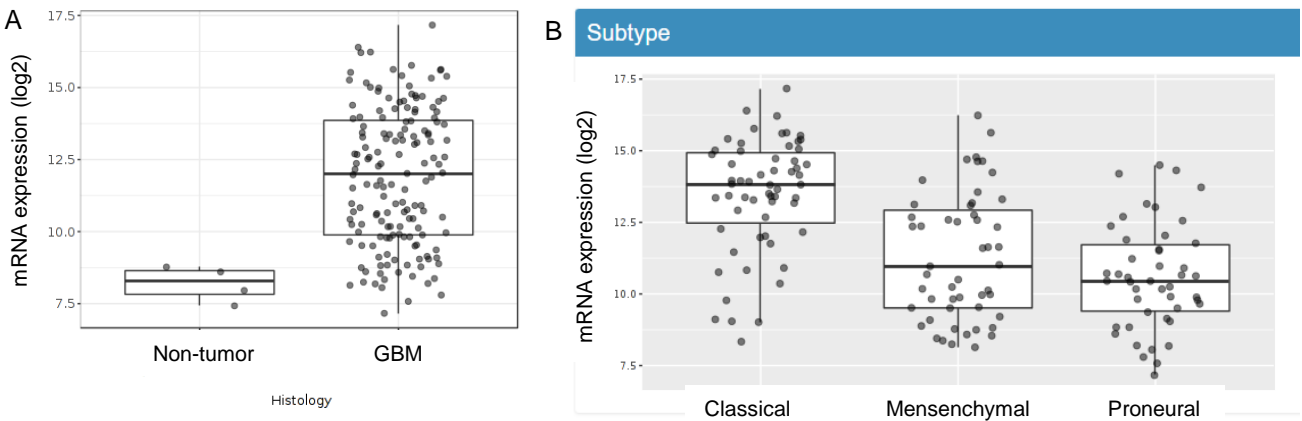 A
mRNA expression (log2)
17.5
15.0
12.5
10.0
7.5
Non-tumor GBM
Histology
B
Subtype
mRNA expression (log2)
17.5
15.0
12.5
10.0
7.5
Classical Mensenchymal Proneural